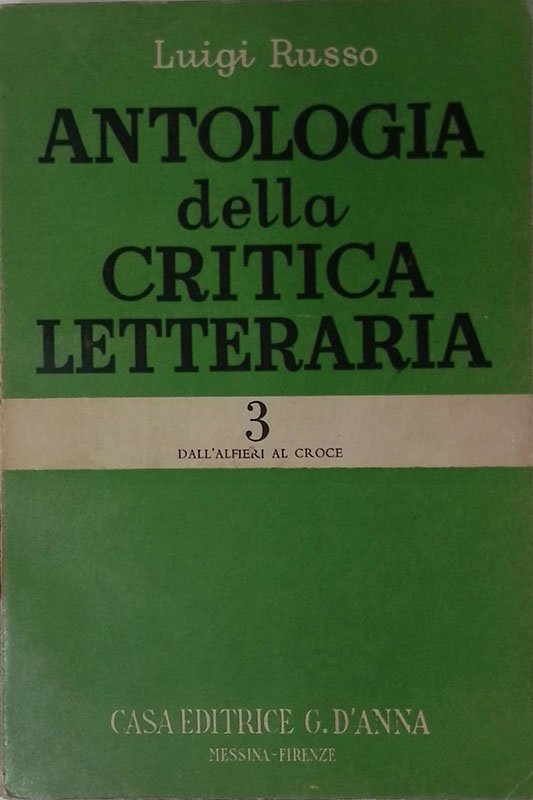 Luigi Russo
ANTOLOGIA
della
CRITICA
LETTERARIA
3
DALL'ALFIERI AL CROCE
CASA EDITRICE G. D'ANNA
MESSINA-FIRENZE